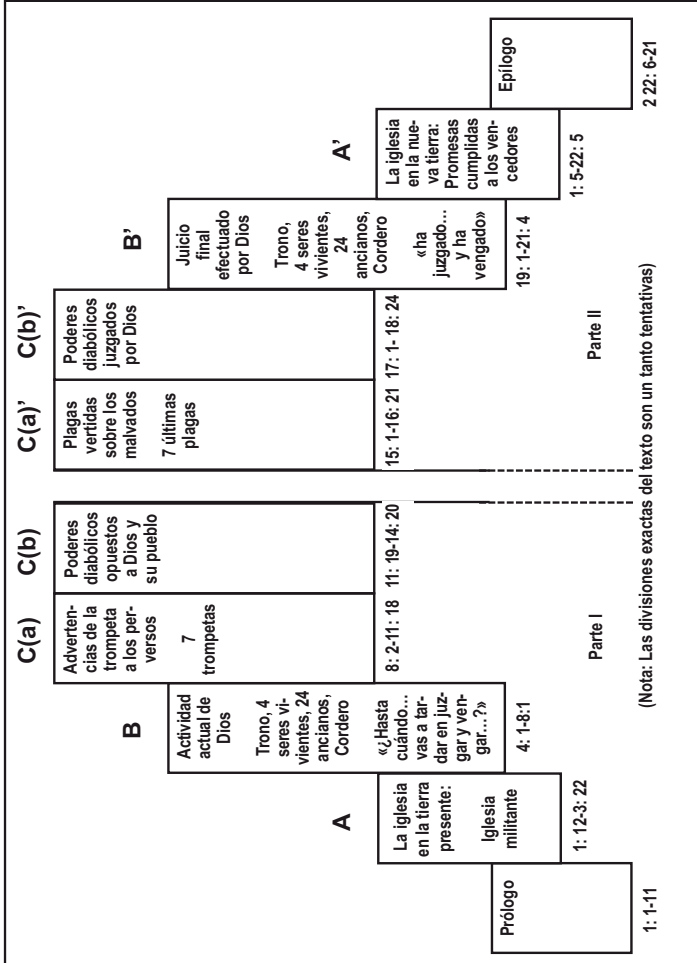 Prólogo
1: 1-11
A
La iglesia
en la tierra
presente:
Iglesia
militante
1: 12-3: 22
B
Actividad
actual de
Dios
Trono, 4
seres vi-
vientes, 24
ancianos,
Cordero
«¿Hasta
cuándo...
vas a tar-
dar en juz-
gar y ven-
gar...?»
4: 1-8:1
C(a)
Adverten-
cias de la
trompeta
a los per-
versos
7
trompetas
8: 2-11: 18
C(b)
Poderes
diabólicos
opuestos
a Dios y
su pueblo
11: 19-14: 20
Parte I
C(a)’
Plagas
vertidas
sobre los
malvados
7 últimas
plagas
15: 1-16: 21
C(b)’
Poderes
diabólicos
juzgados
por Dios
17: 1- 18: 24
B’
Juicio
final
efectuado
por Dios
Trono,
4 seres
vivientes,
24
ancianos,
Cordero
«ha
juzgado...
y ha
vengado»
19: 1-21: 4
Parte II
A’
La iglesia
en la nue-
va tierra:
Promesas
cumplidas
a los ven-
cedores
1: 5-22: 5
Epílogo
2 22: 6-21
(Nota: Las divisiones exactas del texto son un tanto tentativas)